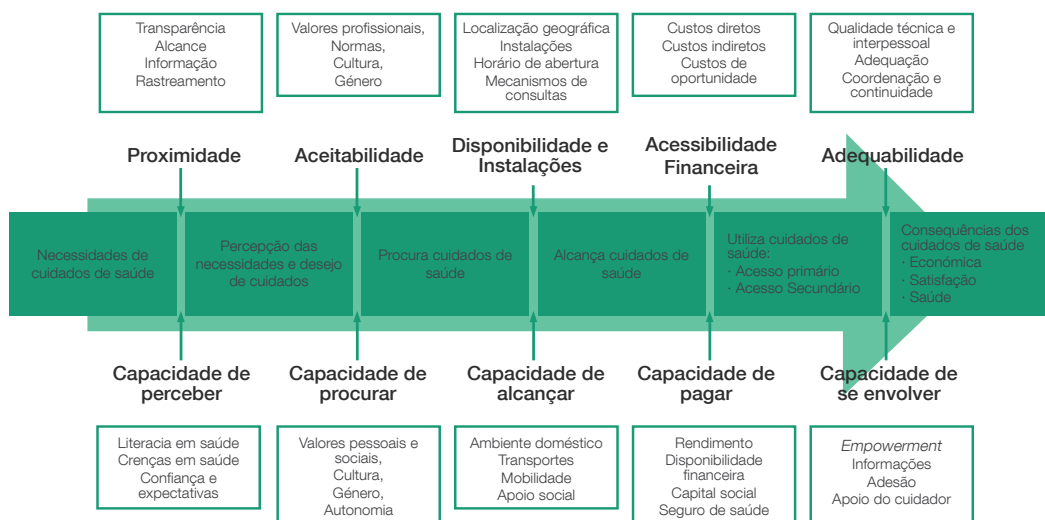 Transparência
Alcance
Informação
Rastreamento
Valores profissionais,
Normas,
Cultura,
Género
Localização geográfica
Instalações
Horário de abertura
Mecanismos de
consultas
Custos diretos
Custos indiretos
Custos de
oportunidade
Qualidade técnica e
interpessoal
Adequação
Coordenação e
continuidade
Proximidade
Aceitabilidade
Disponibilidade e
Instalações
Acessibilidade
Financeira
Adequabilidade
Necessidades de
cuidados de saúde
Percepção das
necessidades e desejo
de cuidados
Procura cuidados de
saúde
Alcança cuidados de
saúde
Utiliza cuidados de
saúde:
· Acesso primário
· Acesso Secundário
Consequências dos
cuidados de saúde
· Económica
· Satisfação
· Saúde
Capacidade de
perceber
Capacidade de
procurar
Capacidade de
alcançar
Capacidade de
pagar
Capacidade de
se envolver
Literacia em saúde
Crenças em saúde
Confiança e
expectativas
Valores pessoais e
sociais,
Cultura,
Género,
Autonomia
Ambiente doméstico
Transportes
Mobilidade
Apoio social
Rendimento
Disponibilidade
financeira
Capital social
Seguro de saúde
Empowerment
Informações
Adesão
Apoio do cuidador